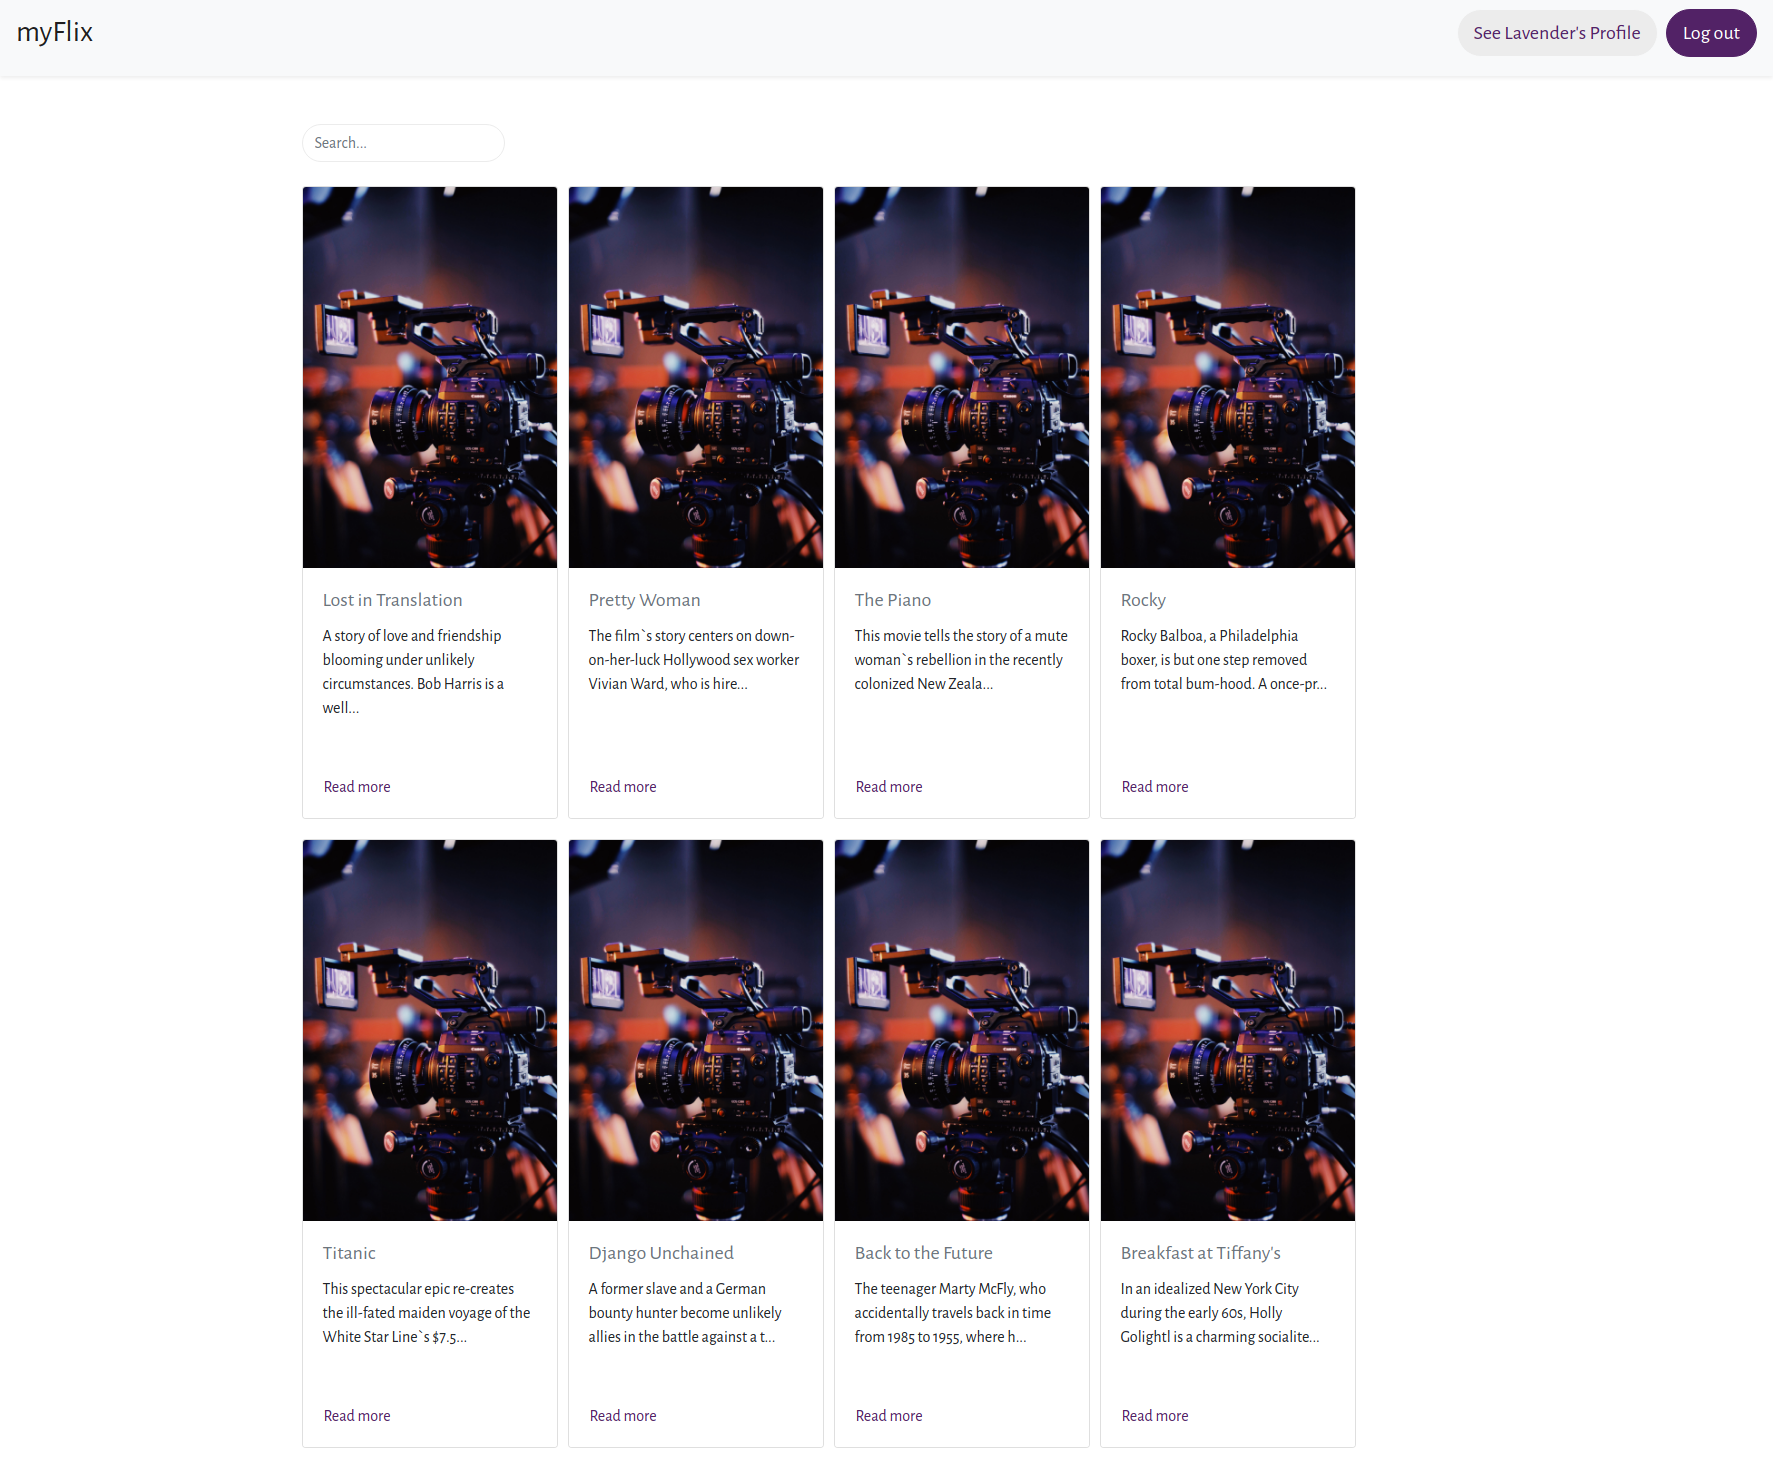 myFlix
See Lavender's Profile
Log out
Search...
Lost in Translation
A story of love and friendship
blooming under unlikely
circumstances. Bob Harris is a
well...
Read more
Pretty Woman
The film`s story centers on down-
on-her-luck Hollywood sex worker
Vivian Ward, who is hire...
Read more
The Piano
This movie tells the story of a mute
woman`s rebellion in the recently
colonized New Zeala...
Read more
Rocky
Rocky Balboa, a Philadelphia
boxer, is but one step removed
from total bum-hood. A once-pr...
Read more
Titanic
This spectacular epic re-creates
the ill-fated maiden voyage of the
White Star Line`s $7.5...
Read more
Django Unchained
A former slave and a German
bounty hunter become unlikely
allies in the battle against a t...
Read more
Back to the Future
The teenager Marty McFly, who
accidentally travels back in time
from 1985 to 1955, where h...
Read more
Breakfast at Tiffany's
In an idealized New York City
during the early 60s, Holly
Golightl is a charming socialite...
Read more